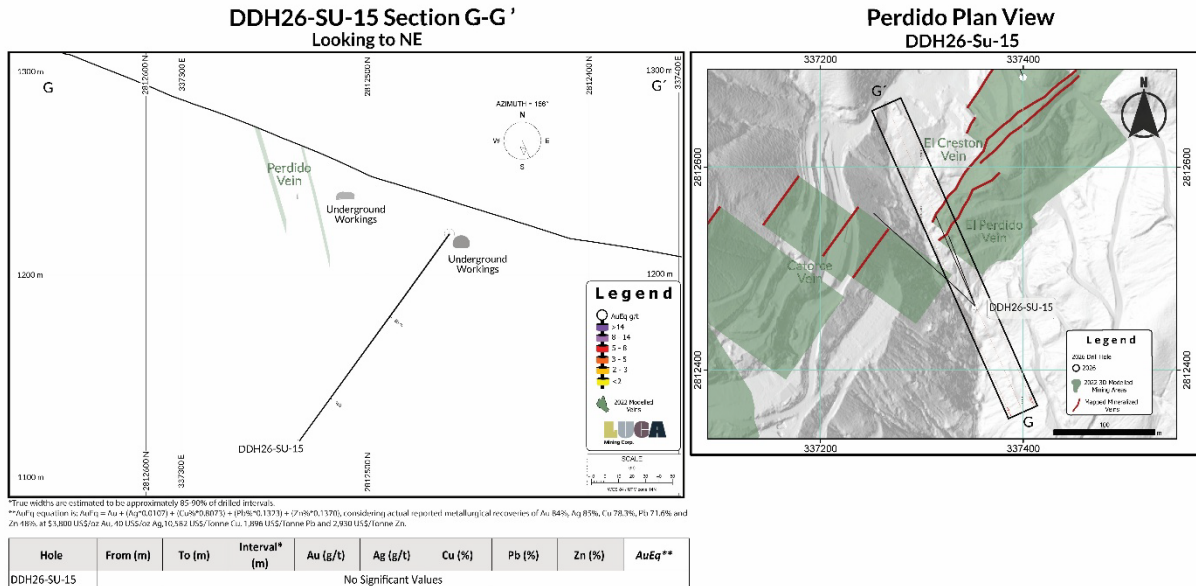 DDH26-SU-15 Section G-G'
Looking to NE
1300 m
G
2812600 N
337300 E
2812500 N
2812400 N
1300 m
337400 E
G'
AZIMUTH - 156°
N
W
E
S
Perdido
Vein
Underground
Workings
Underground
Workings
1200 m
1200 m
DDH26-SU-15
1100 m
2812600 N
337300 E
2812500 N
Legend
AuEq g/t
>14
8 - 14
5 - 8
3 - 5
2 - 3
<2
2022 Modelled
Veins
LUCA
Mining Corp.
SCALE
Perdido Plan View
DDH26-Su-15
337200
337400
G'
N
El Creston
Vein
2812600
2812600
El Perdido
Vein
Catorce
Vein
DDH26-SU-15
2812400
2812400
G
Legend
2026 Drill Hole
2026
2022 3D Modelled
Mining Areas
Mapped Mineralized
Veins
100
m
337200
337400
*True widths are estimated to be approximately 85-90% of drilled intervals.
**AuEq equation is: AuEq = Au + (Ag*0.0107) + (Cu%*0.8073) + (Pb%*0.1323) + (Zn%*0.1370), considering actual reported metallurgical recoveries of Au 84%, Ag 85%, Cu 78.3%, Pb 71.6% and
Zn 48%, at $3,800 US$/oz Au, 40 US$/oz Ag,10,582 US$/Tonne Cu, 1,896 US$/Tonne Pb and 2,930 US$/Tonne Zn.
Hole From (m) To (m) Interval* (m) Au (g/t) Ag (g/t) Cu (%) Pb (%) Zn (%) AuEq**
DDH26-SU-15 No Significant Values